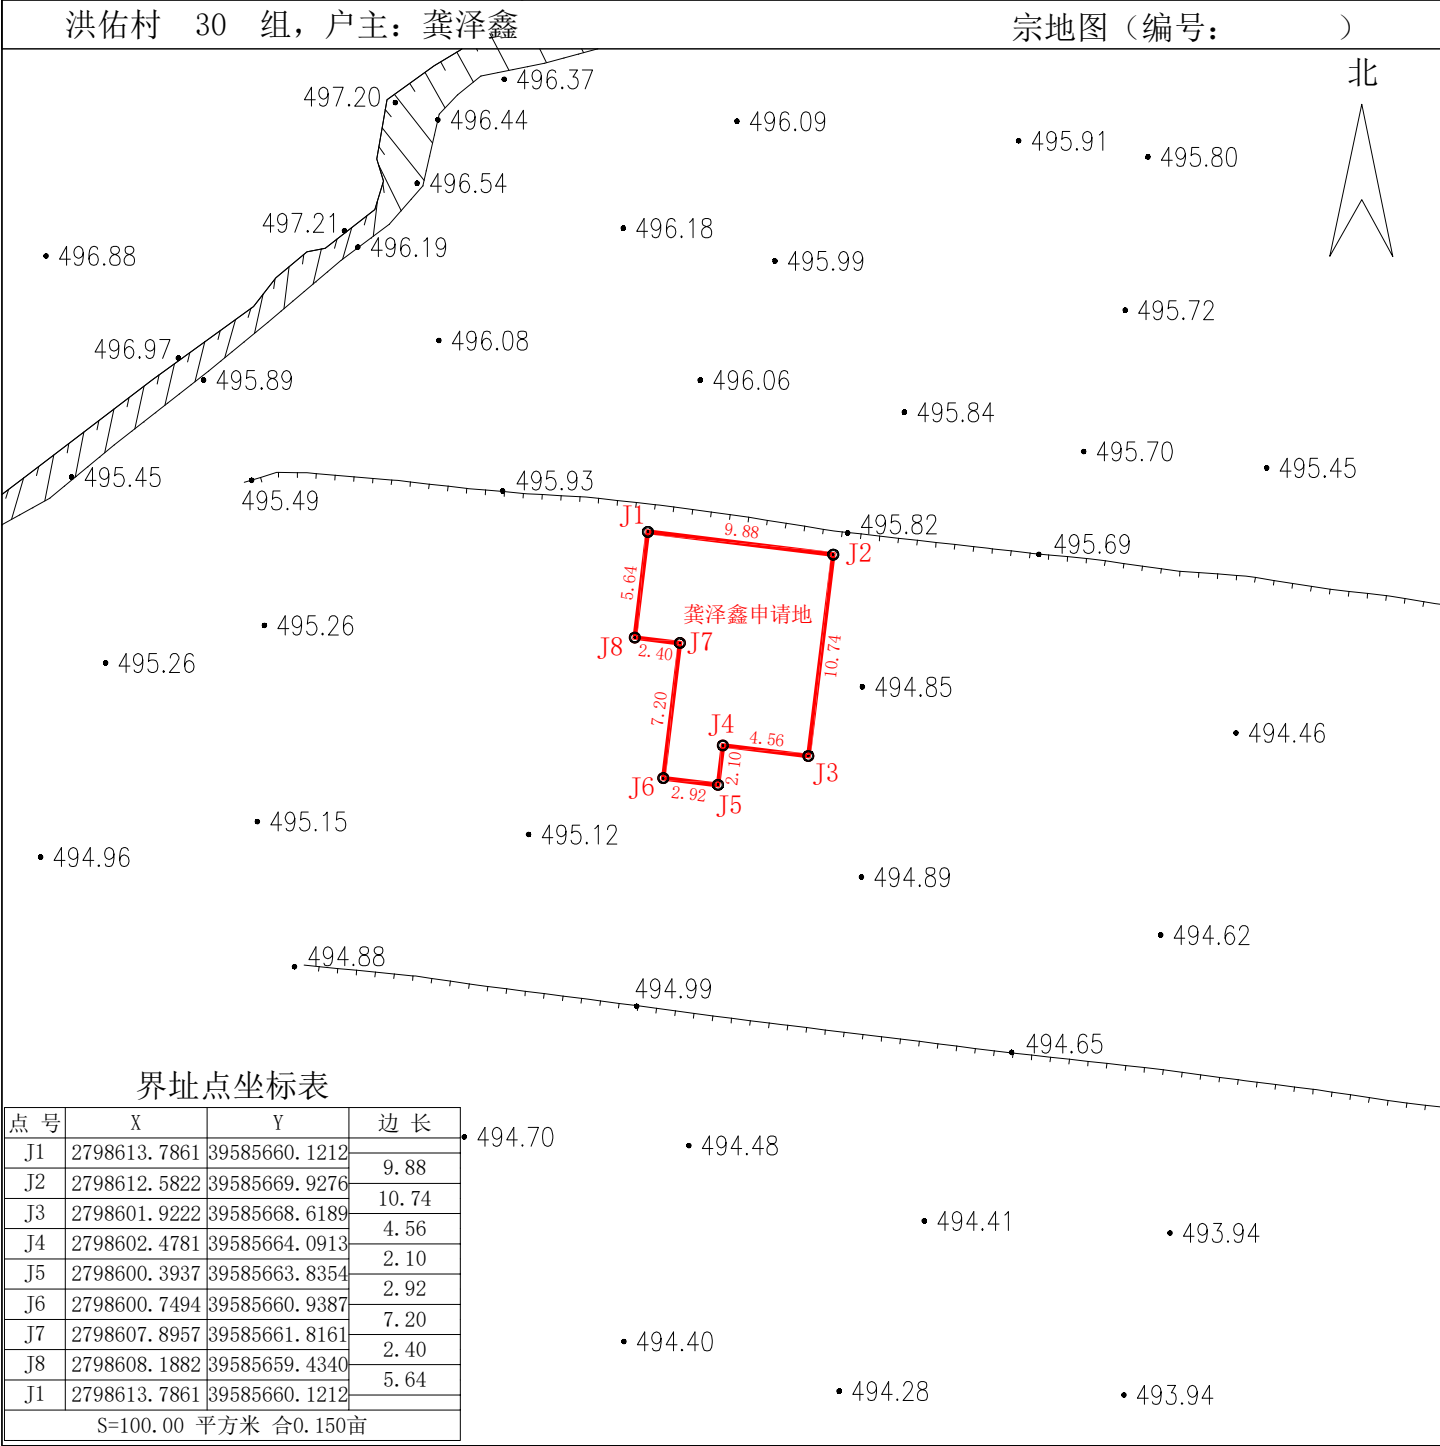 洪佑村 30 组，户主：龚泽鑫 宗地图（编号： ）
北
496.37
497.20
496.44
496.09
495.91
495.80
496.54
497.21
496.19
496.18
496.88
495.99
495.72
496.97
496.08
495.89
496.06
495.84
495.70
495.45
495.45
495.49
495.93
J1
9.88
495.82
J2
495.69
5.64
龚泽鑫申请地
495.26
J8
2.40
J7
10.74
495.26
494.85
7.20
J4
4.56
494.46
J3
2.10
J6
2.92
J5
495.15
495.12
494.96
494.89
494.62
494.88
494.99
494.65
界址点坐标表
点 号 X Y 边 长
J1 2798613.7861 39585660.1212
9.88
J2 2798612.5822 39585669.9276
10.74
J3 2798601.9222 39585668.6189
4.56
J4 2798602.4781 39585664.0913
2.10
J5 2798600.3937 39585663.8354
2.92
J6 2798600.7494 39585660.9387
7.20
J7 2798607.8957 39585661.8161
2.40
J8 2798608.1882 39585659.4340
5.64
J1 2798613.7861 39585660.1212
S=100.00 平方米 合0.150亩
494.70
494.48
494.41
493.94
494.40
494.28
493.94